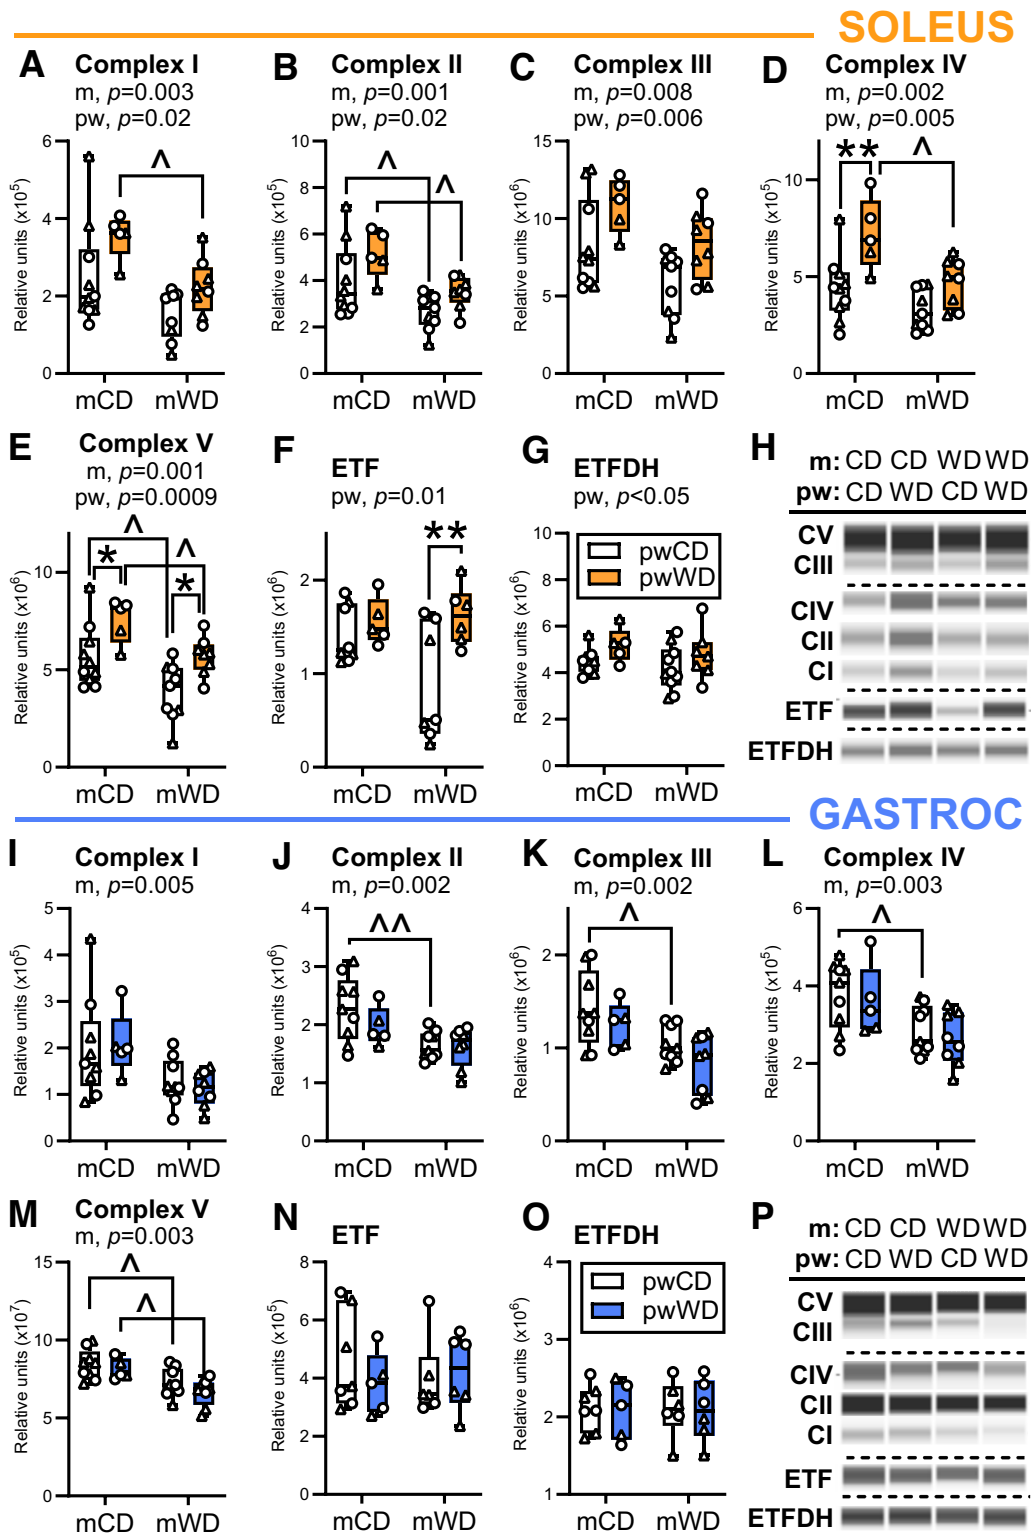 SOLEUS
A Complex I
m, p=0.003
pw, p=0.02
Relative units (x10⁵)
6
4
2
0
^
mCD mWD
B Complex II
m, p=0.001
pw, p=0.02
Relative units (x10⁵)
10
8
6
4
2
0
^
^
mCD mWD
C Complex III
m, p=0.008
pw, p=0.006
Relative units (x10⁶)
15
10
5
0
mCD mWD
D Complex IV
m, p=0.002
pw, p=0.005
Relative units (x10⁵)
10
5
0
**
^
mCD mWD
E Complex V
m, p=0.001
pw, p=0.0009
Relative units (x10⁶)
10
5
0
^
*
^
*
mCD mWD
F ETF
pw, p=0.01
Relative units (x10⁶)
2
1
0
**
mCD mWD
G ETFDH
pw, p<0.05
Relative units (x10⁶)
10
8
6
4
2
0
pwCD
pwWD
mCD mWD
H
m: CD CD WD WD
pw: CD WD CD WD
CV
CIII
CIV
CII
CI
ETF
ETFDH
GASTROC
I Complex I
m, p=0.005
Relative units (x10⁵)
5
4
3
2
1
0
mCD mWD
J Complex II
m, p=0.002
Relative units (x10⁵)
4
3
2
1
0
^^
mCD mWD
K Complex III
m, p=0.002
Relative units (x10⁶)
2
1
0
^
mCD mWD
L Complex IV
m, p=0.003
Relative units (x10⁵)
6
4
2
0
^
mCD mWD
M Complex V
m, p=0.003
Relative units (x10⁷)
15
10
5
0
^
^
mCD mWD
N ETF
Relative units (x10⁵)
8
6
4
2
0
mCD mWD
O ETFDH
Relative units (x10⁶)
4
3
2
1
pwCD
pwWD
mCD mWD
P
m: CD CD WD WD
pw: CD WD CD WD
CV
CIII
CIV
CII
CI
ETF
ETFDH